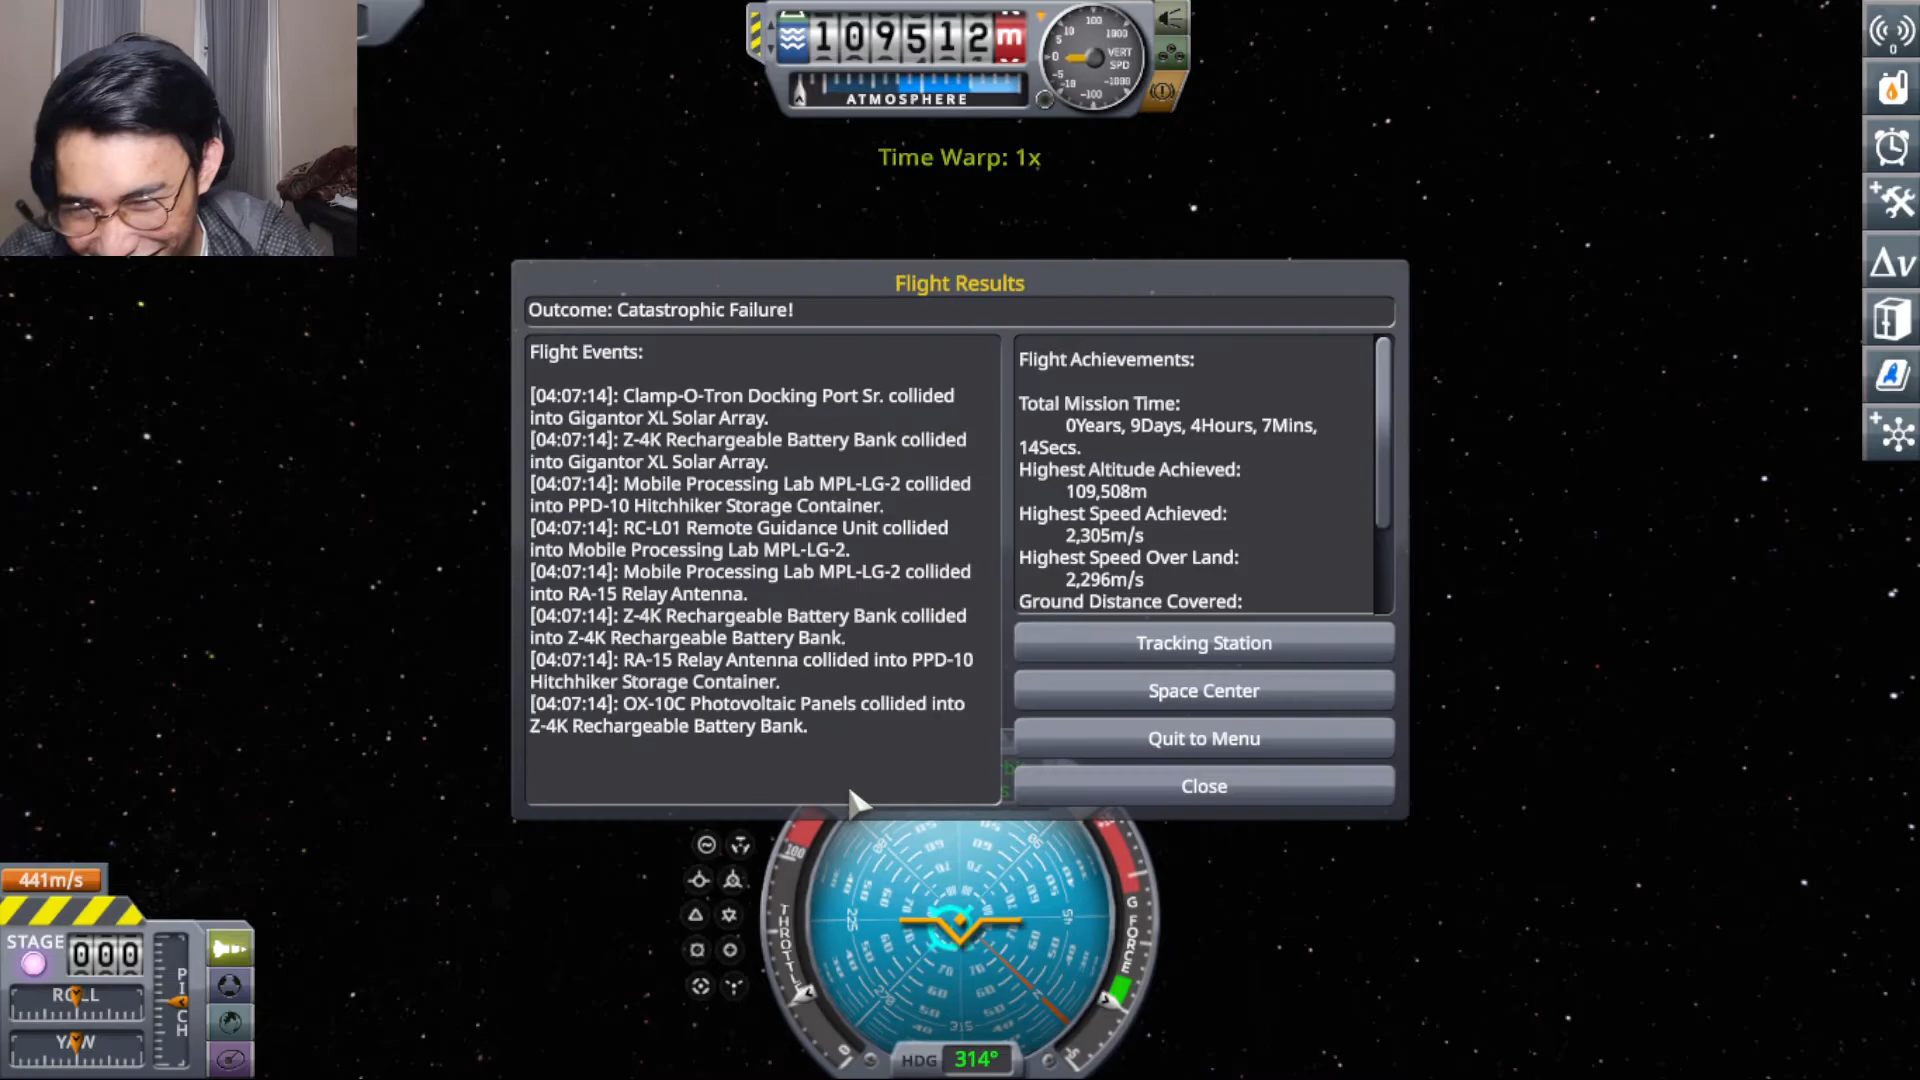 109512m
ATMOSPHERE
VERT
SPD
Time Warp: 1x
Flight Results
Outcome: Catastrophic Failure!
Flight Events:
[04:07:14]: Clamp-O-Tron Docking Port Sr. collided
into Gigantor XL Solar Array.
[04:07:14]: Z-4K Rechargeable Battery Bank collided
into Gigantor XL Solar Array.
[04:07:14]: Mobile Processing Lab MPL-LG-2 collided
into PPD-10 Hitchhiker Storage Container.
[04:07:14]: RC-L01 Remote Guidance Unit collided
into Mobile Processing Lab MPL-LG-2.
[04:07:14]: Mobile Processing Lab MPL-LG-2 collided
into RA-15 Relay Antenna.
[04:07:14]: Z-4K Rechargeable Battery Bank collided
into Z-4K Rechargeable Battery Bank.
[04:07:14]: RA-15 Relay Antenna collided into PPD-10
Hitchhiker Storage Container.
[04:07:14]: OX-10C Photovoltaic Panels collided into
Z-4K Rechargeable Battery Bank.
Flight Achievements:
Total Mission Time:
0Years, 9Days, 4Hours, 7Mins,
14Secs.
Highest Altitude Achieved:
109,508m
Highest Speed Achieved:
2,305m/s
Highest Speed Over Land:
2,296m/s
Ground Distance Covered:
Tracking Station
Space Center
Quit to Menu
Close
Δv
441m/s
STAGE 000
ROLL
YAW
PITCH
THROTTLE
G FORCE
HDG 314°